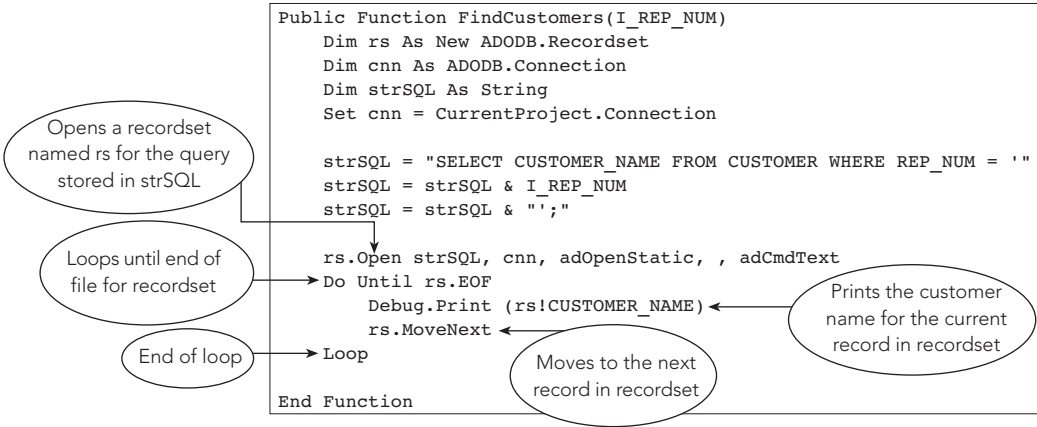 Public Function FindCustomers(I_REP_NUM)
Dim rs As New ADODB.Recordset
Dim cnn As ADODB.Connection
Dim strSQL As String
Set cnn = CurrentProject.Connection
strSQL = "SELECT CUSTOMER_NAME FROM CUSTOMER WHERE REP_NUM = '"
strSQL = strSQL & I_REP_NUM
strSQL = strSQL & "';"
rs.Open strSQL, cnn, adOpenStatic, , adCmdText
Do Until rs.EOF
Debug.Print (rs!CUSTOMER_NAME)
rs.MoveNext
Loop
End Function
Opens a recordset
named rs for the query
stored in strSQL
Loops until end of
file for recordset
End of loop
Prints the customer
name for the current
record in recordset
Moves to the next
record in recordset